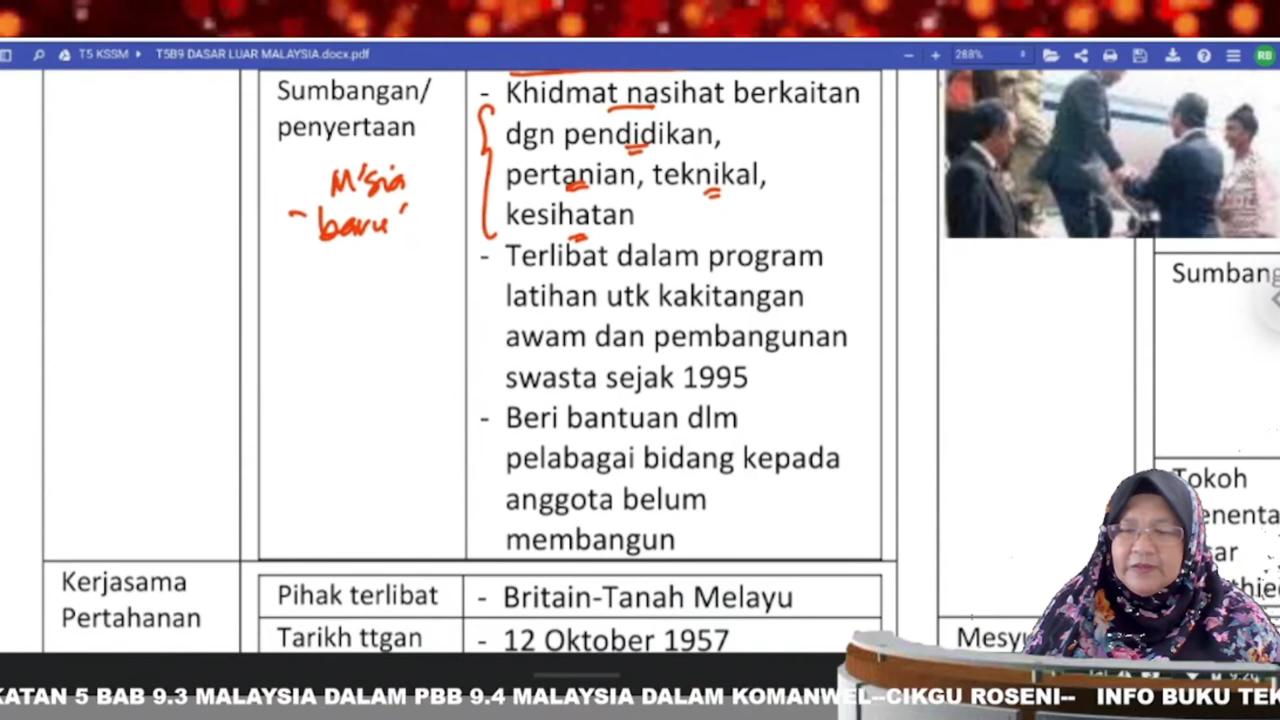 T5 KSSM
T5B9 DASAR LUAR MALAYSIA.docx.pdf
288%
RB
Sumbangan/
penyertaan
M'sia
"baru"
- Khidmat nasihat berkaitan
dgn pendidikan,
pertanian, teknikal,
kesihatan
- Terlibat dalam program
latihan utk kakitangan
awam dan pembangunan
swasta sejak 1995
- Beri bantuan dlm
pelabagai bidang kepada
anggota belum
membangun
Kerjasama
Pertahanan
Pihak terlibat
- Britain-Tanah Melayu
Tarikh ttgan
- 12 Oktober 1957
Sumbang
Tokoh
Mesyu
KATAN 5 BAB 9.3 MALAYSIA DALAM PBB 9.4 MALAYSIA DALAM KOMANWEL--CIKGU ROSENI-- INFO BUKU TEK